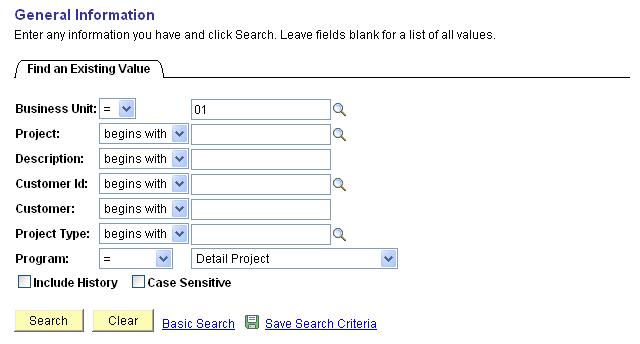 General Information
Enter any information you have and click Search. Leave fields blank for a list of all values.
Find an Existing Value
Business Unit: = 01
Project: begins with
Description: begins with
Customer Id: begins with
Customer: begins with
Project Type: begins with
Program: = Detail Project
Include History Case Sensitive
Search Clear Basic Search Save Search Criteria